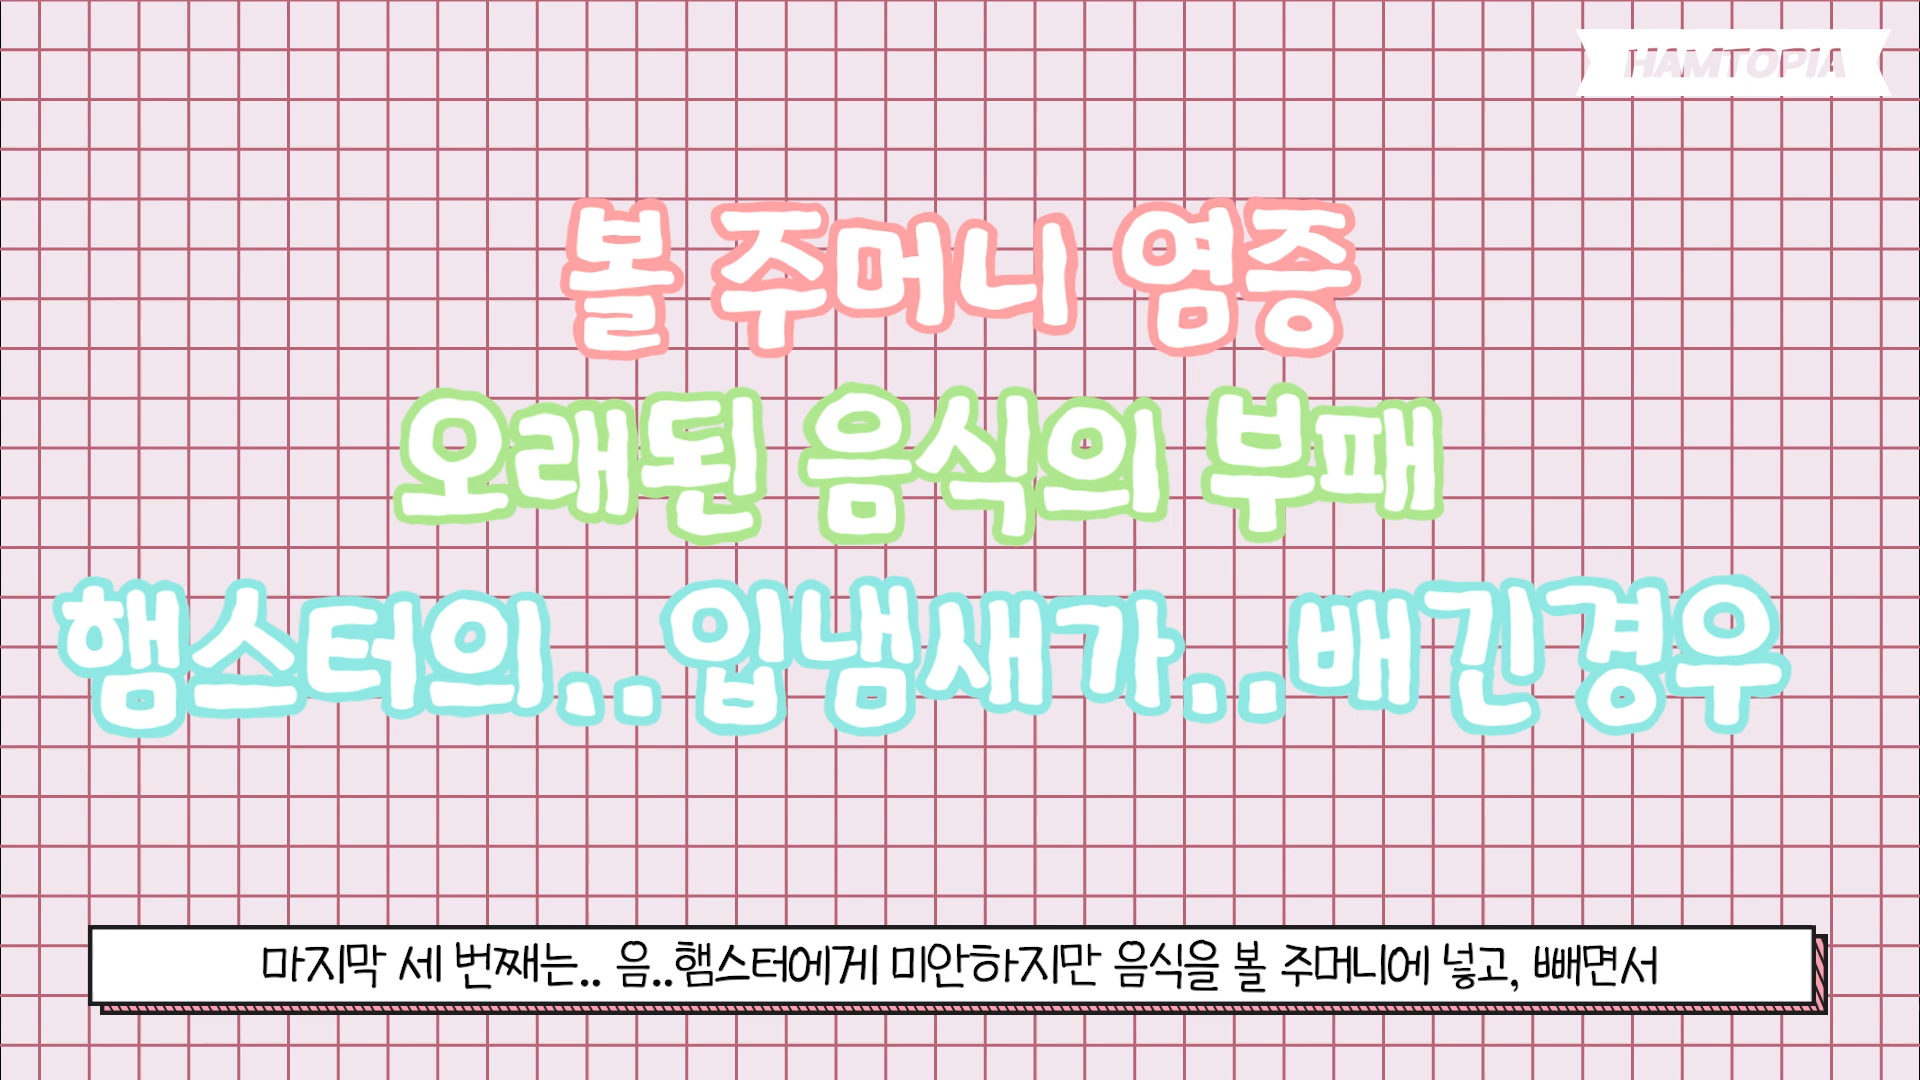 HAMTOPIA
볼 주머니 염증
오래된 음식의 부패
햄스터의..입냄새가..배긴경우
마지막 세 번째는.. 음..햄스터에게 미안하지만 음식을 볼 주머니에 넣고, 빼면서